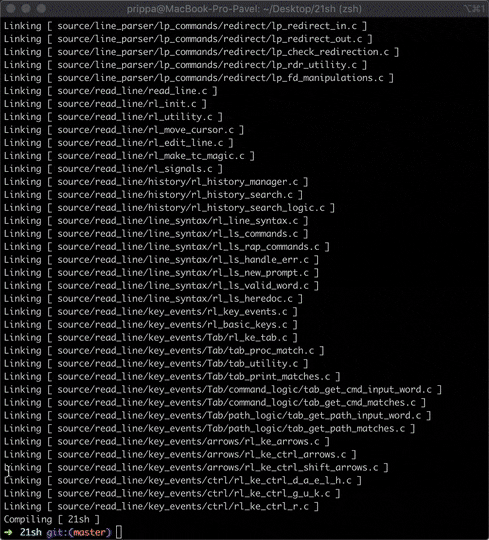 prippa@MacBook-Pro-Pavel: ~/Desktop/21sh (zsh)
⌥⌘1
Linking [ source/line_parser/lp_commands/redirect/lp_redirect_in.c ]
Linking [ source/line_parser/lp_commands/redirect/lp_redirect_out.c ]
Linking [ source/line_parser/lp_commands/redirect/lp_check_redirection.c ]
Linking [ source/line_parser/lp_commands/redirect/lp_rdr_utility.c ]
Linking [ source/line_parser/lp_commands/redirect/lp_fd_manipulations.c ]
Linking [ source/read_line/read_line.c ]
Linking [ source/read_line/rl_init.c ]
Linking [ source/read_line/rl_utility.c ]
Linking [ source/read_line/rl_move_cursor.c ]
Linking [ source/read_line/rl_edit_line.c ]
Linking [ source/read_line/rl_make_tc_magic.c ]
Linking [ source/read_line/rl_signals.c ]
Linking [ source/read_line/history/rl_history_manager.c ]
Linking [ source/read_line/history/rl_history_search.c ]
Linking [ source/read_line/history/rl_history_search_logic.c ]
Linking [ source/read_line/line_syntax/rl_line_syntax.c ]
Linking [ source/read_line/line_syntax/rl_ls_commands.c ]
Linking [ source/read_line/line_syntax/rl_ls_rap_commands.c ]
Linking [ source/read_line/line_syntax/rl_ls_handle_err.c ]
Linking [ source/read_line/line_syntax/rl_ls_new_prompt.c ]
Linking [ source/read_line/line_syntax/rl_ls_valid_word.c ]
Linking [ source/read_line/line_syntax/rl_ls_heredoc.c ]
Linking [ source/read_line/key_events/rl_key_events.c ]
Linking [ source/read_line/key_events/rl_basic_keys.c ]
Linking [ source/read_line/key_events/Tab/rl_ke_tab.c ]
Linking [ source/read_line/key_events/Tab/tab_proc_match.c ]
Linking [ source/read_line/key_events/Tab/tab_utility.c ]
Linking [ source/read_line/key_events/Tab/tab_print_matches.c ]
Linking [ source/read_line/key_events/Tab/command_logic/tab_get_cmd_input_word.c ]
Linking [ source/read_line/key_events/Tab/command_logic/tab_get_cmd_matches.c ]
Linking [ source/read_line/key_events/Tab/path_logic/tab_get_path_input_word.c ]
Linking [ source/read_line/key_events/Tab/path_logic/tab_get_path_matches.c ]
Linking [ source/read_line/key_events/arrows/rl_ke_arrows.c ]
Linking [ source/read_line/key_events/arrows/rl_ke_ctrl_arrows.c ]
Linking [ source/read_line/key_events/arrows/rl_ke_ctrl_shift_arrows.c ]
Linking [ source/read_line/key_events/ctrl/rl_ke_ctrl_d_a_e_l_h.c ]
Linking [ source/read_line/key_events/ctrl/rl_ke_ctrl_g_u_k.c ]
Linking [ source/read_line/key_events/ctrl/rl_ke_ctrl_r.c ]
Compiling [ 21sh ]
➜ 21sh git:(master)